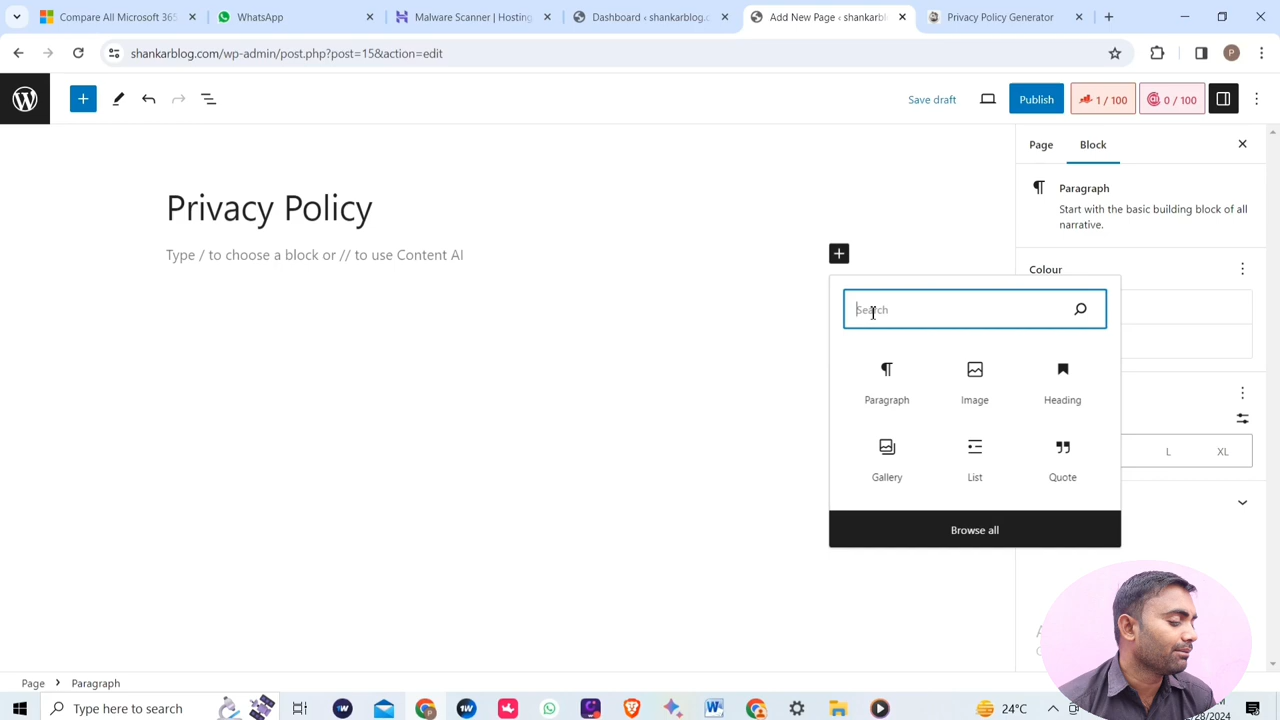 Compare All Microsoft 365
WhatsApp
Malware Scanner | Hosting
Dashboard ‹ shankarblog.c
Add New Page ‹ shankarblo
Privacy Policy Generator
shankarblog.com/wp-admin/post.php?post=15&action=edit
P
Save draft
Publish
1 / 100
0 / 100
Page
Block
Paragraph
Start with the basic building block of all
narrative.
Privacy Policy
Type / to choose a block or // to use Content AI
Colour
Search
Paragraph
Image
Heading
Gallery
List
Quote
L
XL
Browse all
Page > Paragraph
Type here to search
24°C